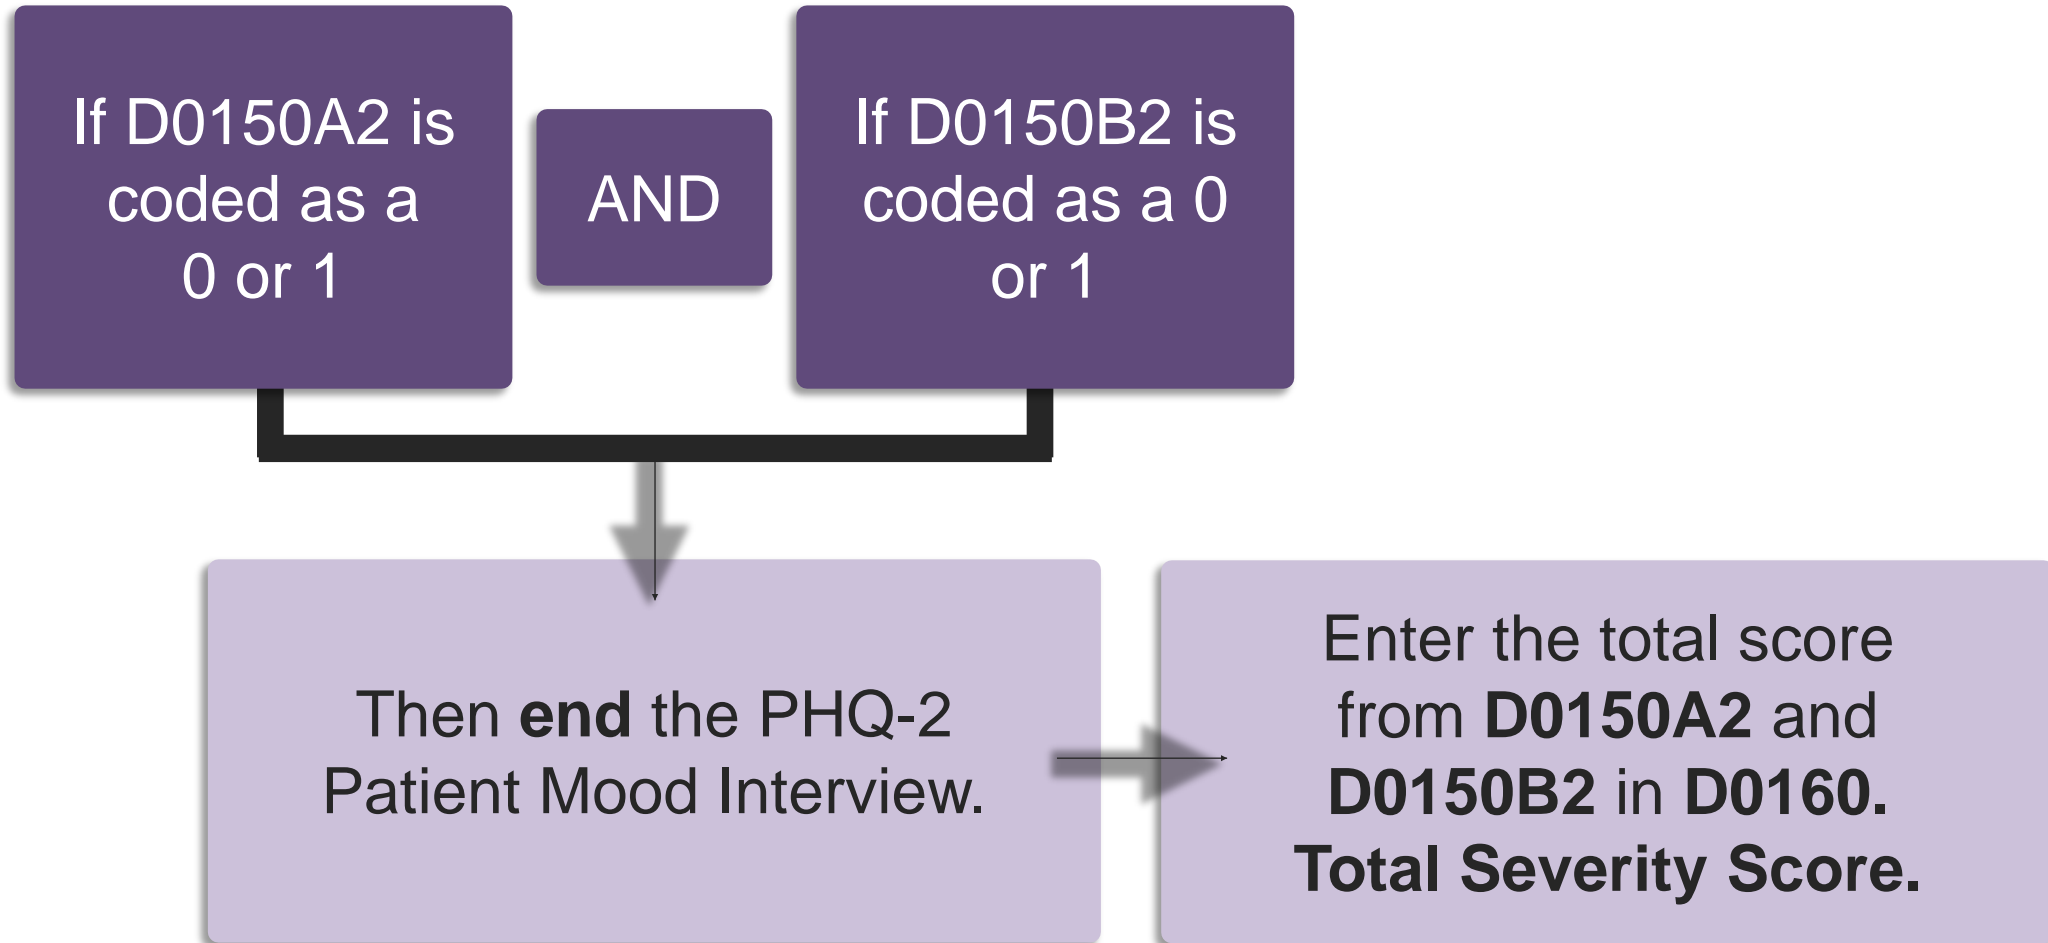 If D0150A2 is
coded as a
0 or 1
AND
If D0150B2 is
coded as a 0
or 1
Then end the PHQ-2
Patient Mood Interview.
Enter the total score
from D0150A2 and
D0150B2 in D0160.
Total Severity Score.